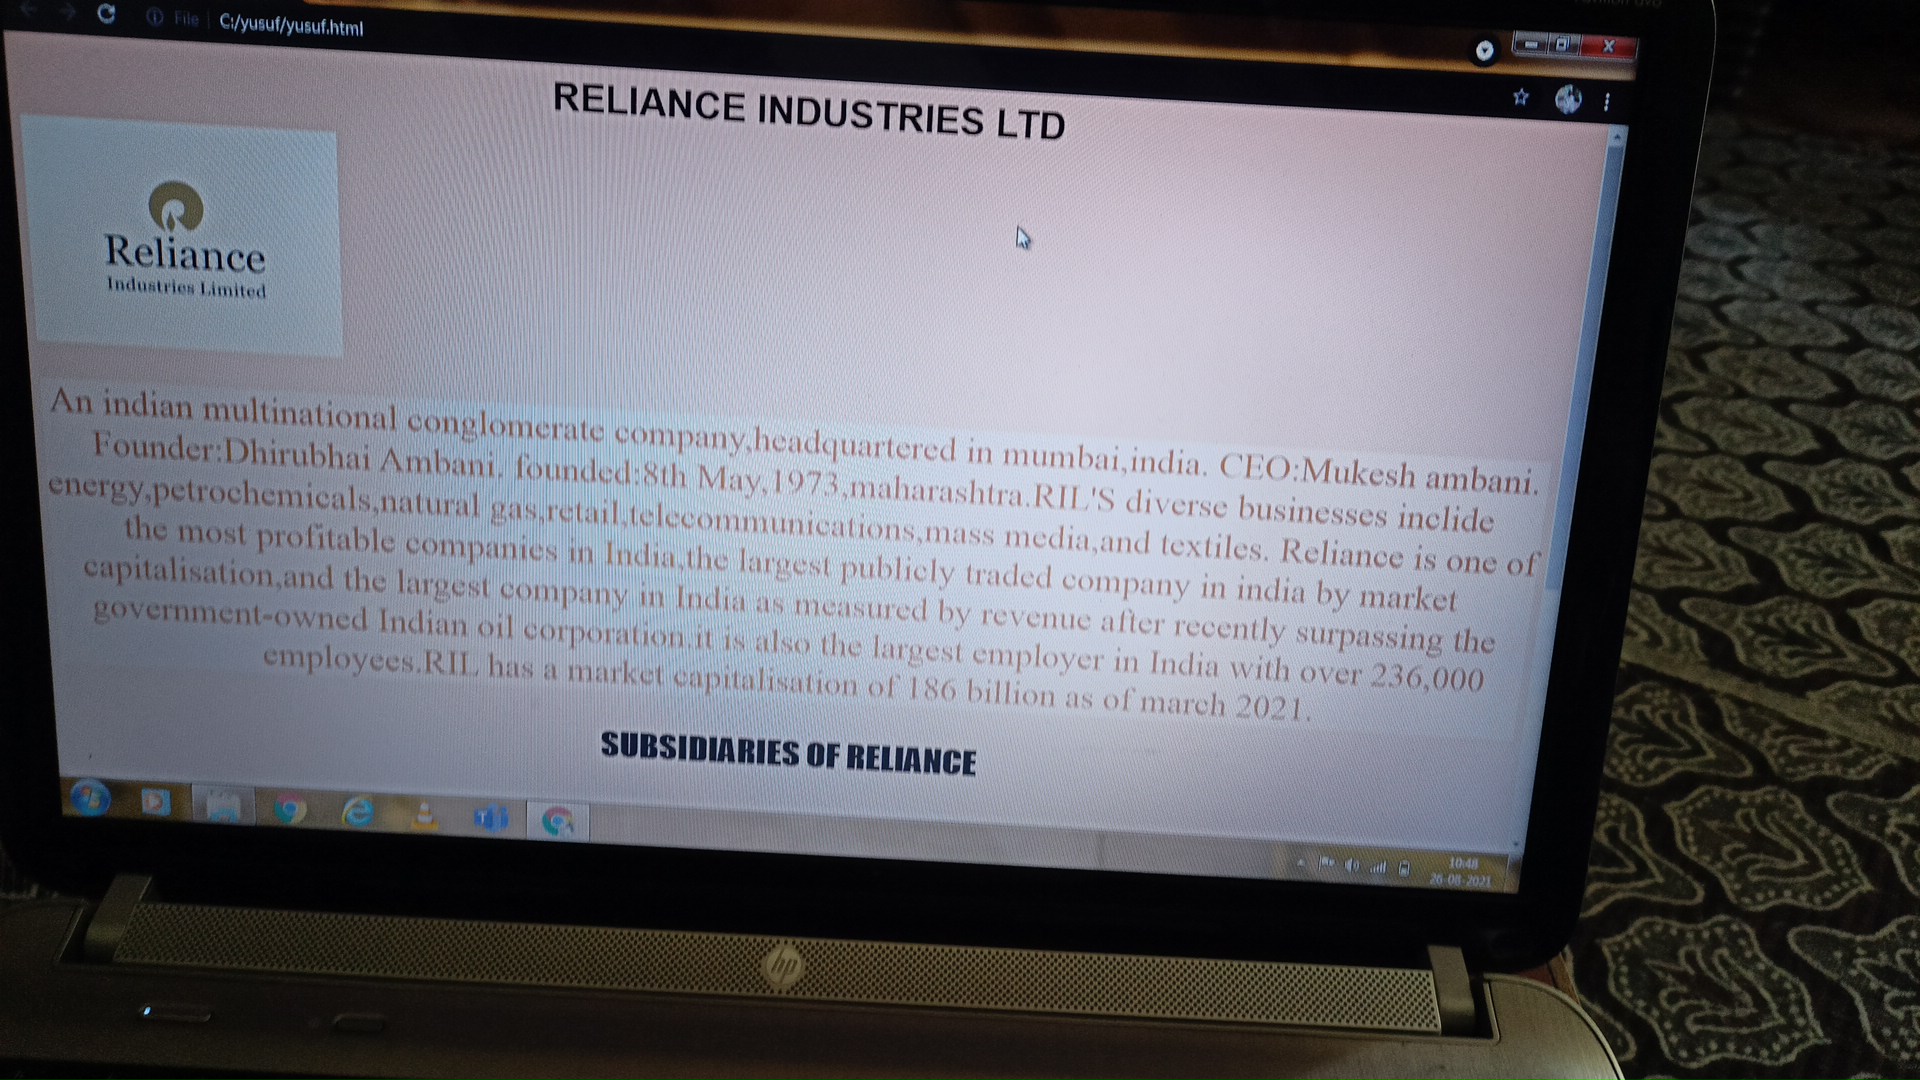 File C:/yusuf/yusuf.html
RELIANCE INDUSTRIES LTD
Reliance
Industries Limited
An indian multinational conglomerate company,headquartered in mumbai,india. CEO:Mukesh ambani.
Founder:Dhirubhai Ambani. founded:8th May,1973,maharashtra.RIL'S diverse businesses inclide
energy,petrochemicals,natural gas,retail,telecommunications,mass media,and textiles. Reliance is one of
the most profitable companies in India,the largest publicly traded company in india by market
capitalisation,and the largest company in India as measured by revenue after recently surpassing the
government-owned Indian oil corporation.it is also the largest employer in India with over 236,000
employees.RIL has a market capitalisation of 186 billion as of march 2021.
SUBSIDIARIES OF RELIANCE
10:48
26-08-2021
hp